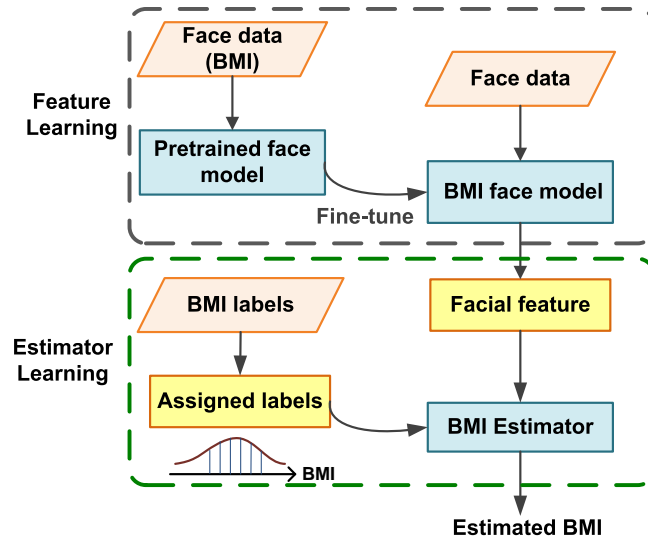 Face data
(BMI)
Face data
Feature
Learning
Pretrained face
model
BMI face model
Fine-tune
BMI labels
Facial feature
Estimator
Learning
Assigned labels
BMI Estimator
BMI
Estimated BMI